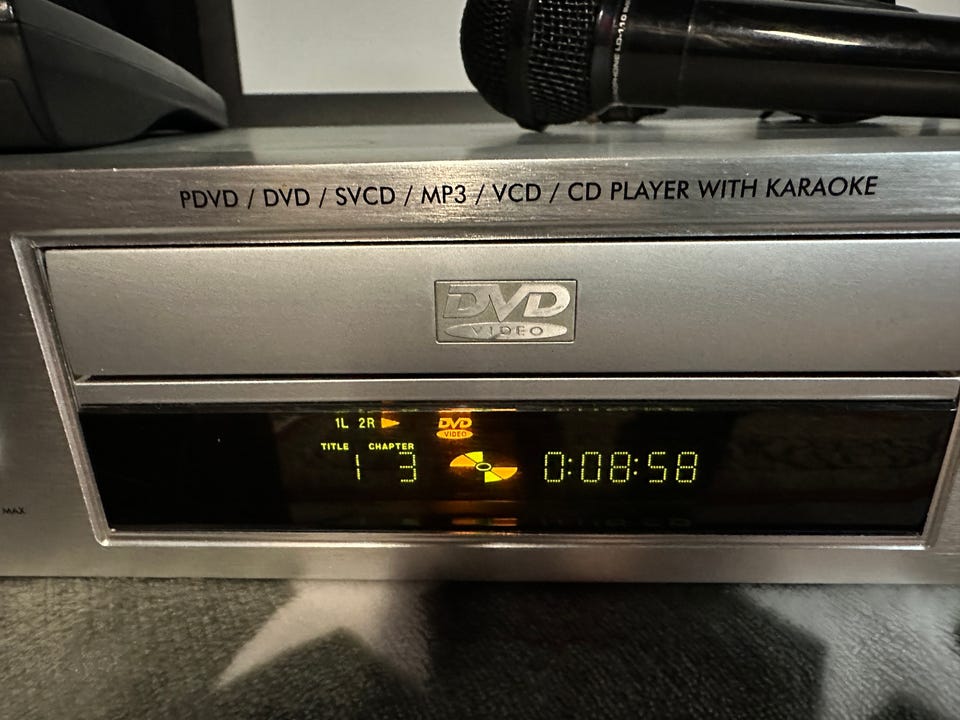 PDVD / DVD / SVCD / MP3 / VCD / CD PLAYER WITH KARAOKE
DVD
VIDEO
1L 2R
DVD
VIDEO
TITLE CHAPTER
1 3 0:08:58
MAX